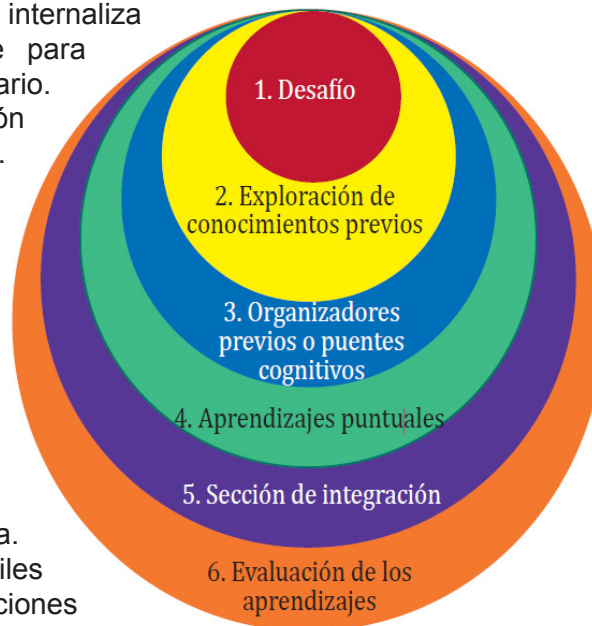 internaliza
para
ario.
1. Desafío
2. Exploración de
conocimientos previos
3. Organizadores
previos o puentes
cognitivos
4. Aprendizajes puntuales
5. Sección de integración
6. Evaluación de los
aprendizajes
a.
iles
ciones